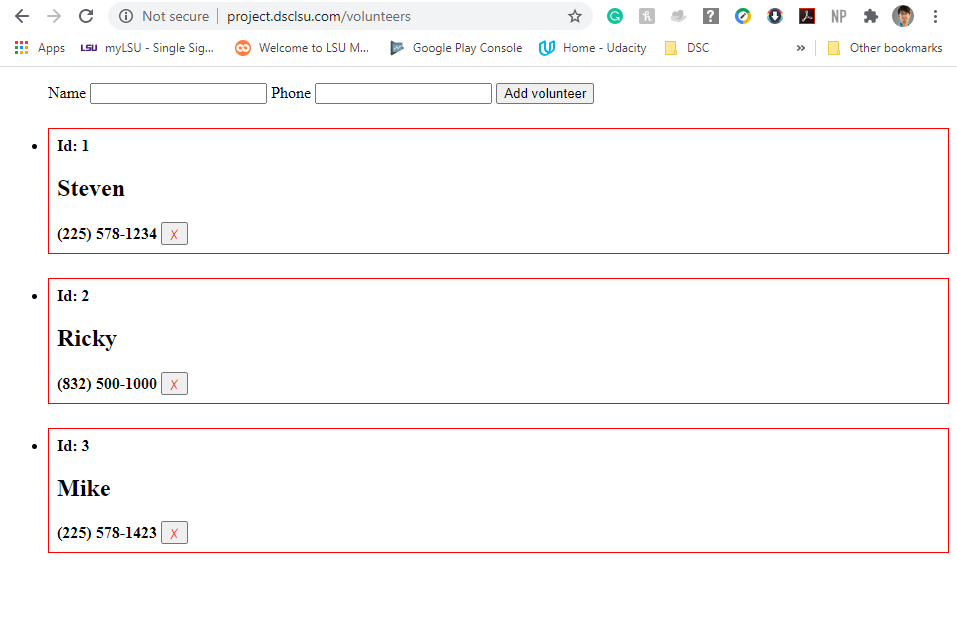 Not secure project.dsclsu.com/volunteers G ? NP
Apps LSU myLSU - Single Sig... Welcome to LSU M... Google Play Console Home - Udacity DSC » Other bookmarks
Name Phone Add volunteer
Id: 1
Steven
(225) 578-1234 X
Id: 2
Ricky
(832) 500-1000 X
Id: 3
Mike
(225) 578-1423 X